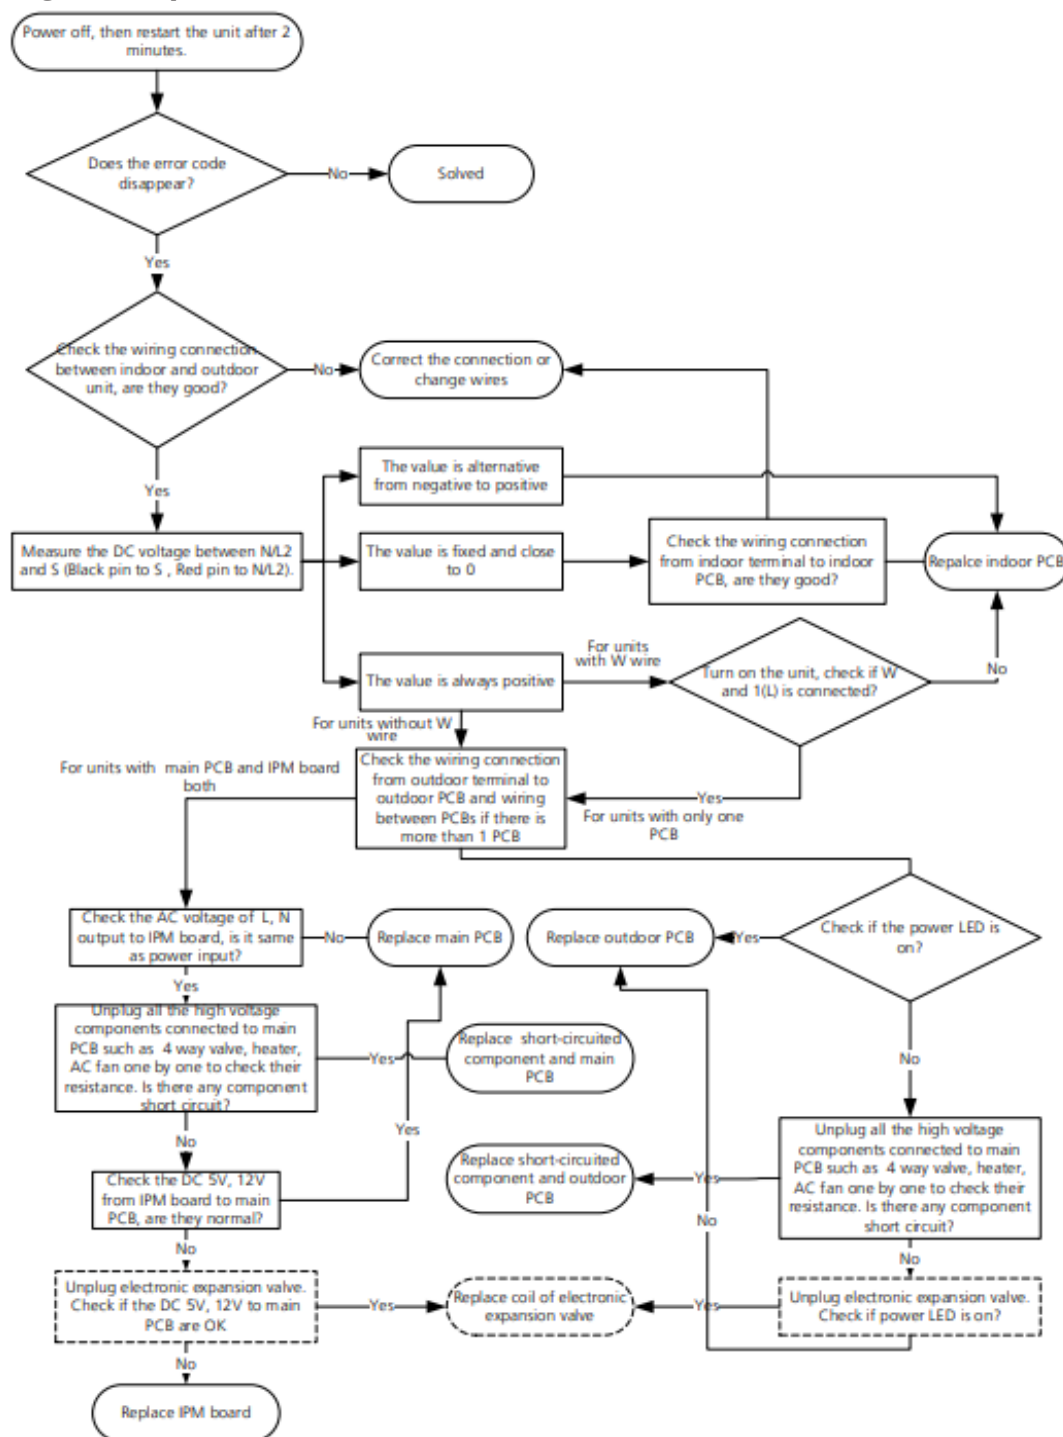 Power off, then restart the unit after 2
minutes.
Does the error code
disappear?
No
Solved
Yes
Check the wiring connection
between indoor and outdoor
unit, are they good?
No
Correct the connection or
change wires
Yes
The value is alternative
from negative to positive
Measure the DC voltage between N/L2
and S (Black pin to S , Red pin to N/L2).
The value is fixed and close
to 0
Check the wiring connection
from indoor terminal to indoor
PCB, are they good?
Repalce indoor PCB
The value is always positive
For units
with W wire
Turn on the unit, check if W
and 1(L) is connected?
No
For units without W
wire
For units with main PCB and IPM board
both
Check the wiring connection
from outdoor terminal to
outdoor PCB and wiring
between PCBs if there is
more than 1 PCB
Yes
For units with only one
PCB
Check the AC voltage of L, N
output to IPM board, is it same
as power input?
No
Replace main PCB
Replace outdoor PCB
Yes
Check if the power LED is
on?
Yes
Unplug all the high voltage
components connected to main
PCB such as 4 way valve, heater,
AC fan one by one to check their
resistance. Is there any component
short circuit?
Yes
Replace short-circuited
component and main
PCB
No
No
Yes
Check the DC 5V, 12V
from IPM board to main
PCB, are they normal?
Replace short-circuited
component and outdoor
PCB
Yes
Unplug all the high voltage
components connected to main
PCB such as 4 way valve, heater,
AC fan one by one to check their
resistance. Is there any component
short circuit?
No
No
No
Unplug electronic expansion valve.
Check if the DC 5V, 12V to main
PCB are OK
Yes
Replace coil of electronic
expansion valve
Yes
Unplug electronic expansion valve.
Check if power LED is on?
No
Replace IPM board